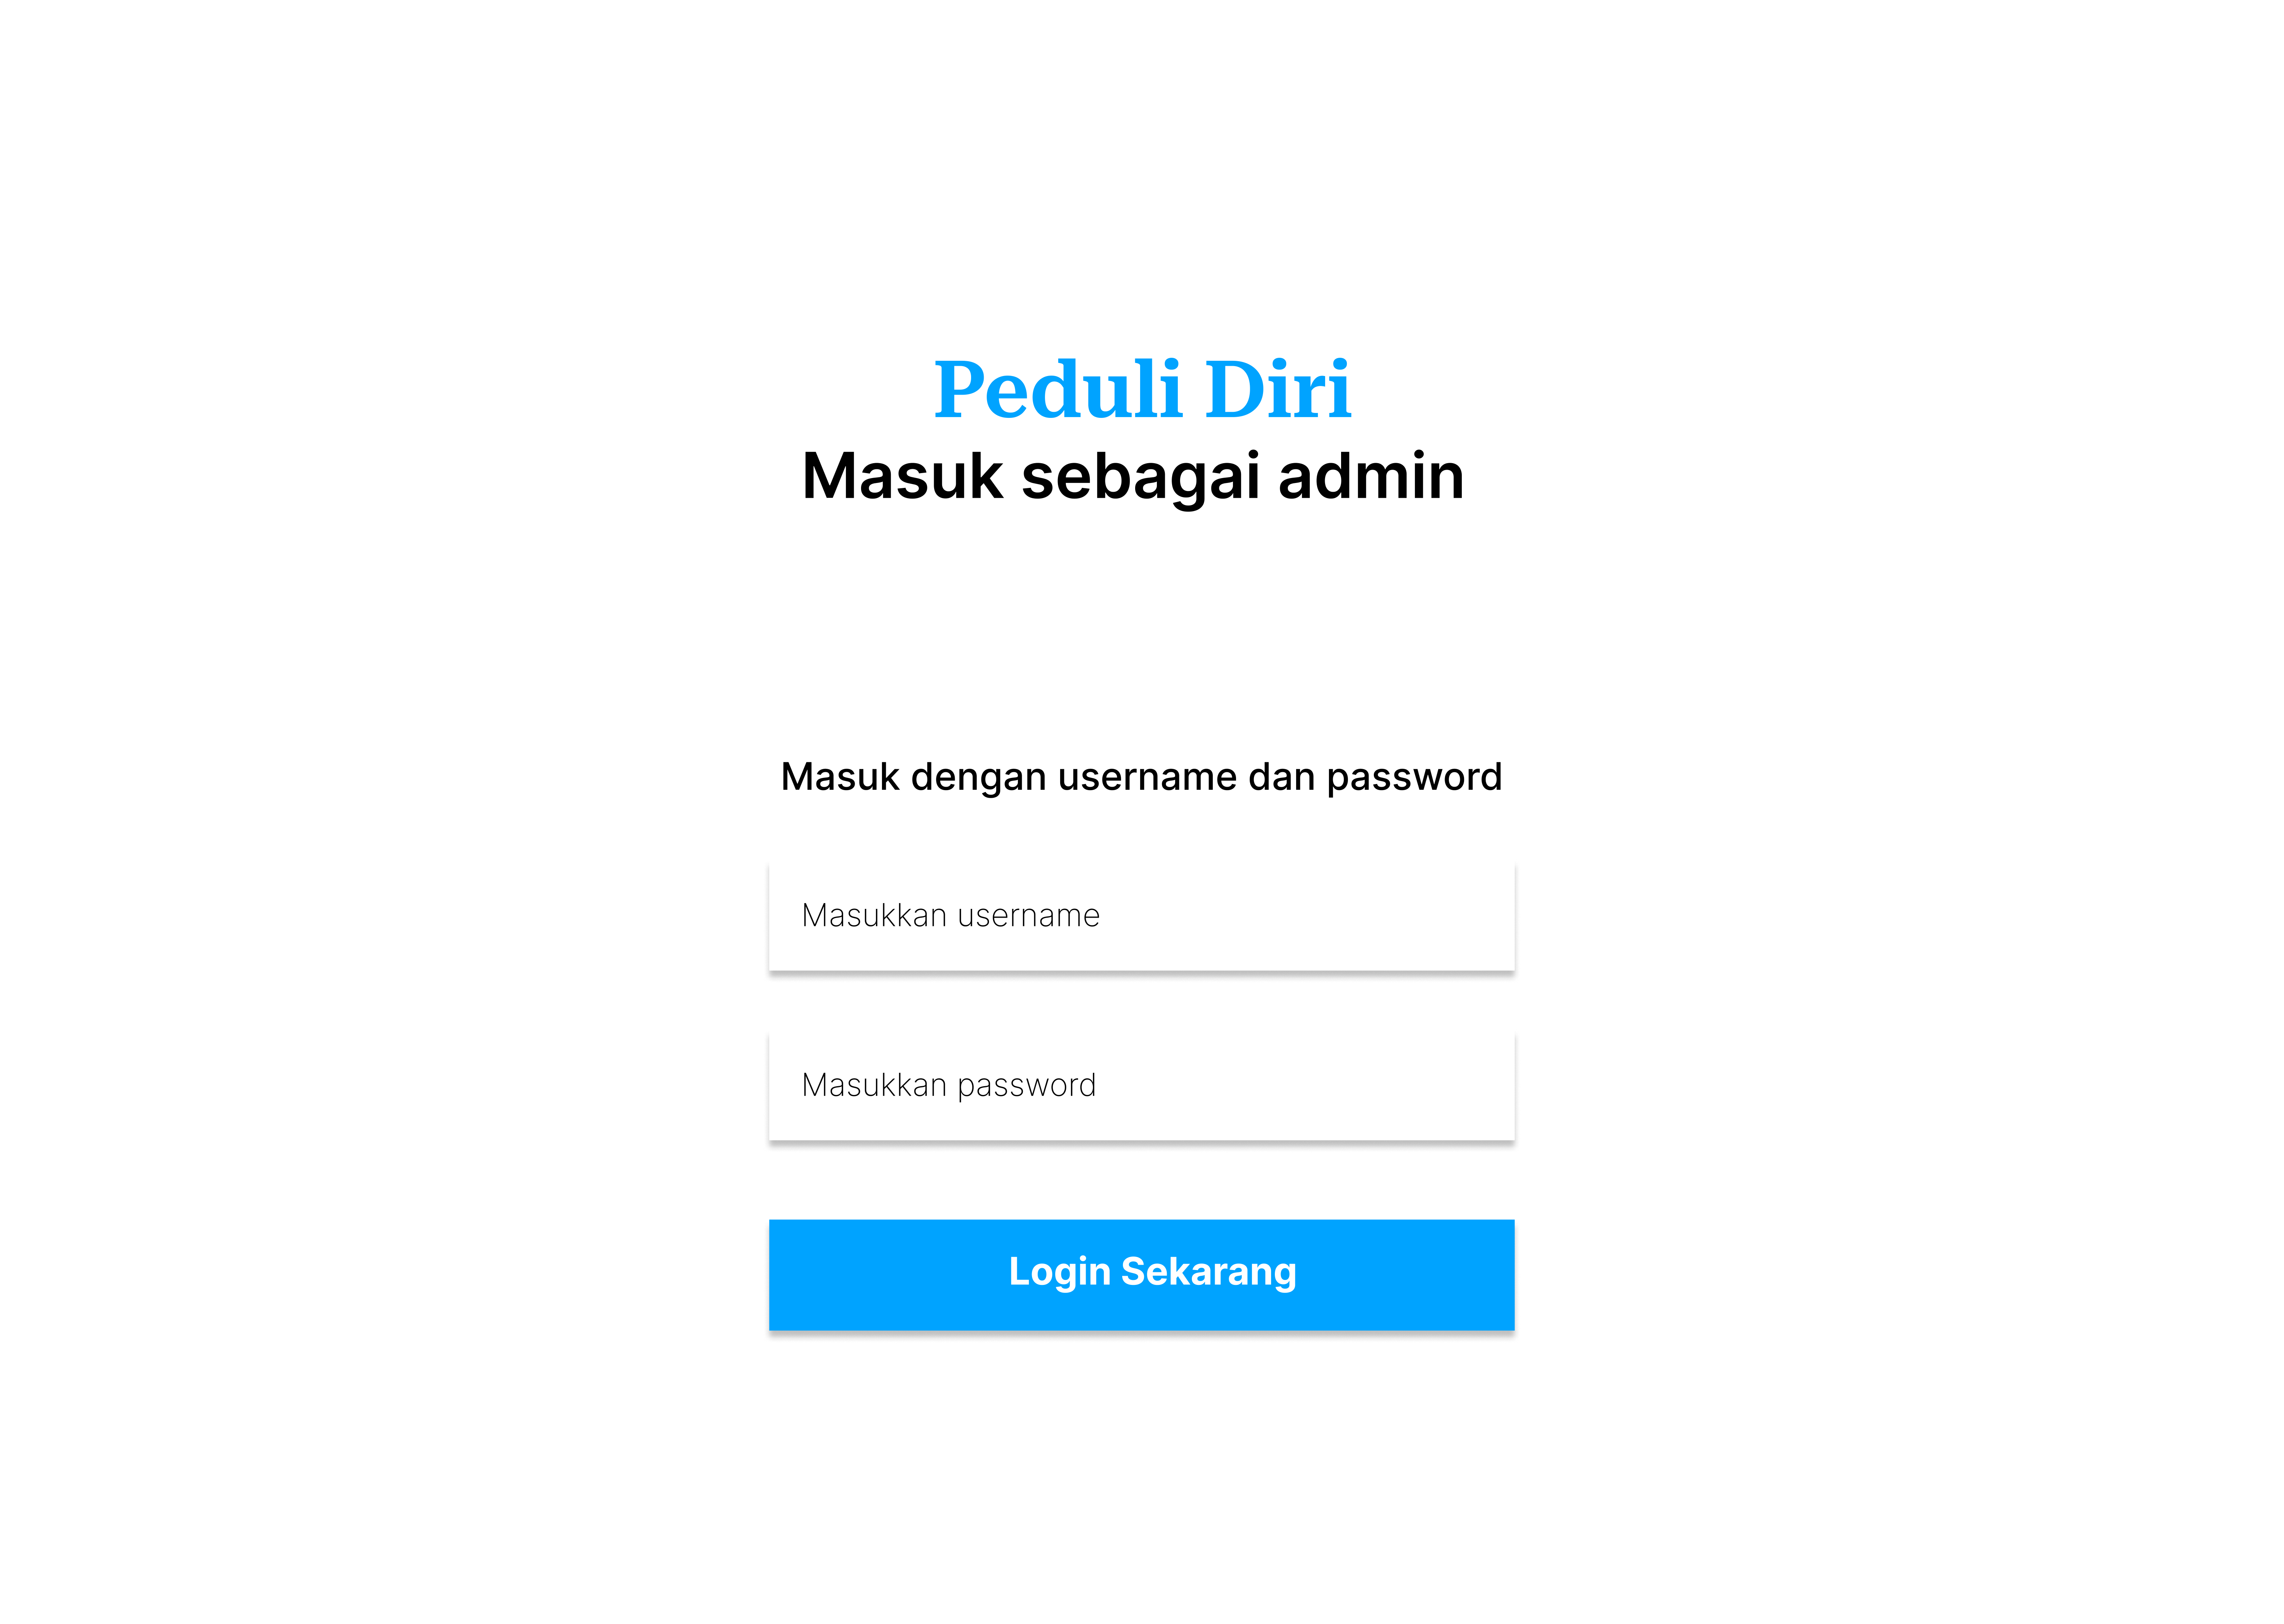 Peduli Diri
Masuk sebagai admin
Masuk dengan username dan password
Masukkan username
Masukkan password
Login Sekarang